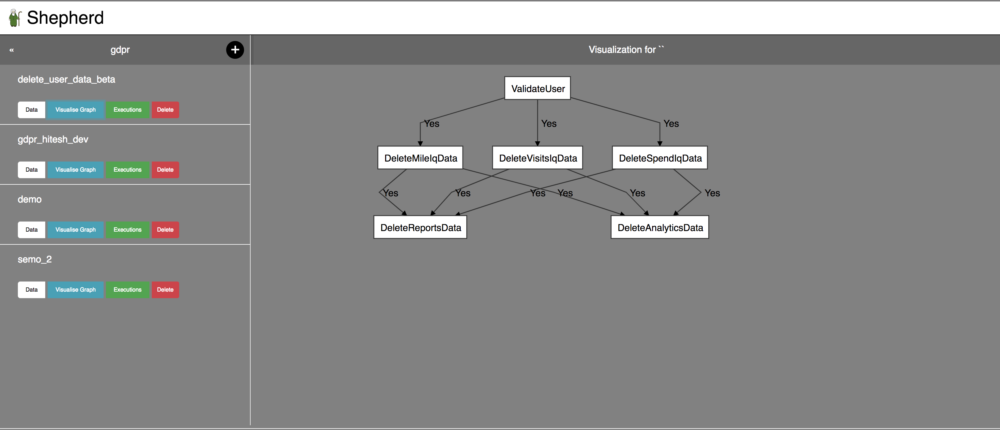 Shepherd
« gdpr +
Visualization for ``
delete_user_data_beta
Data Visualise Graph Executions Delete
gdpr_hitesh_dev
Data Visualise Graph Executions Delete
demo
Data Visualise Graph Executions Delete
semo_2
Data Visualise Graph Executions Delete
ValidateUser
Yes Yes Yes
DeleteMileIqData DeleteVisitsIqData DeleteSpendIqData
Yes Yes Yes Yes Yes Yes
DeleteReportsData DeleteAnalyticsData